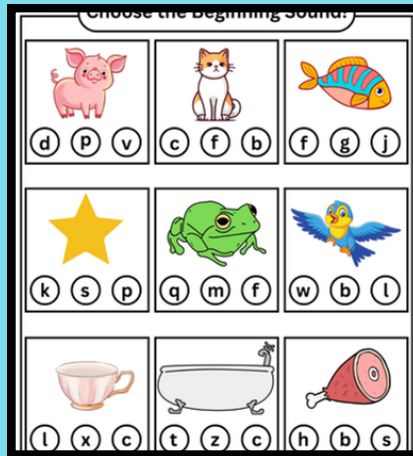 Choose the Beginning Sound!
d p v c f b f g j
k s p q m f w b l
l x c t z c h b s